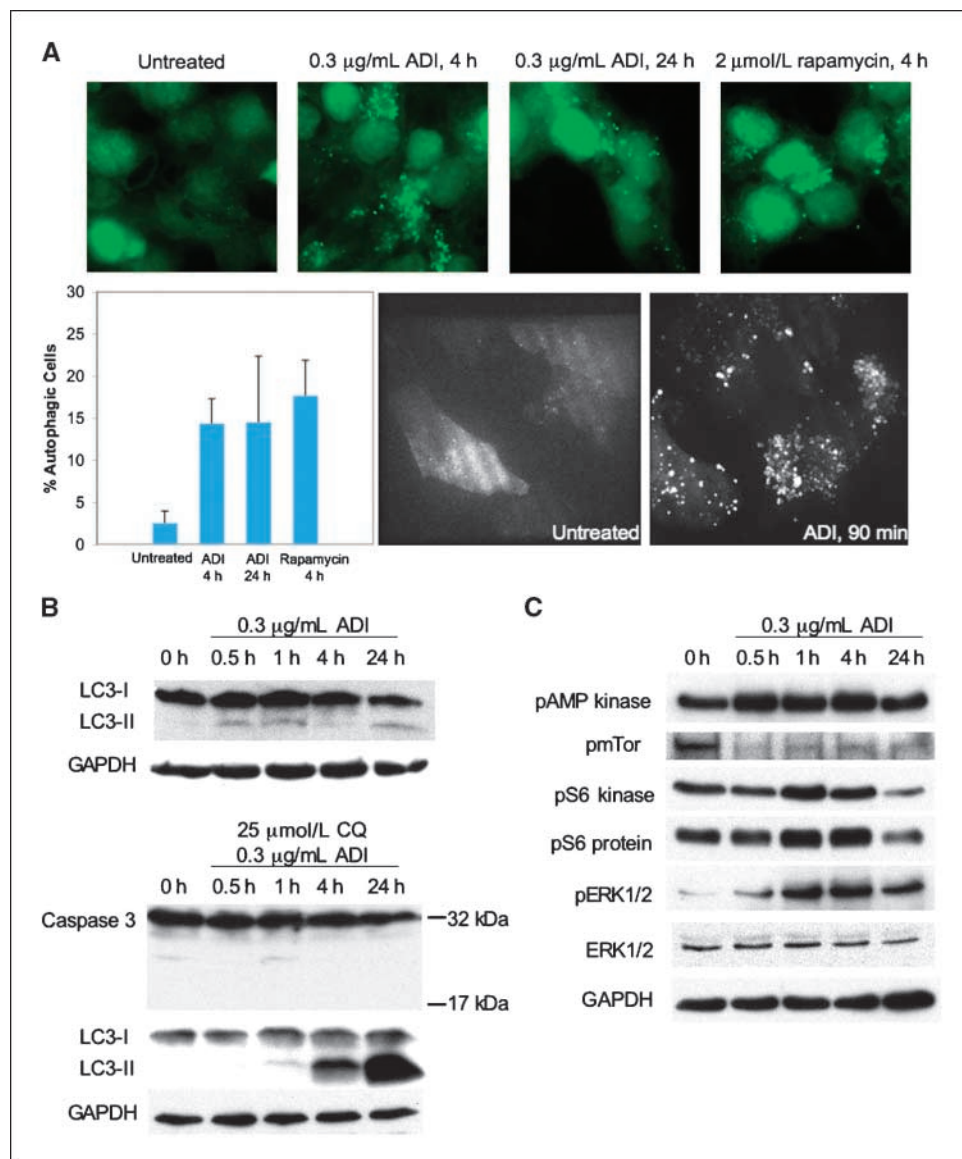 A
Untreated
0.3 μg/mL ADI, 4 h
0.3 μg/mL ADI, 24 h
2 μmol/L rapamycin, 4 h
30
25
20
15
10
5
0
% Autophagic Cells
Untreated
ADI
4 h
ADI
24 h
Rapamycin
4 h
Untreated
ADI, 90 min
B
0.3 μg/mL ADI
0 h 0.5 h 1 h 4 h 24 h
LC3-I
LC3-II
GAPDH
25 μmol/L CQ
0.3 μg/mL ADI
0 h 0.5 h 1 h 4 h 24 h
Caspase 3
32 kDa
17 kDa
LC3-I
LC3-II
GAPDH
C
0.3 μg/mL ADI
0 h 0.5 h 1 h 4 h 24 h
pAMP kinase
pmTor
pS6 kinase
pS6 protein
pERK1/2
ERK1/2
GAPDH